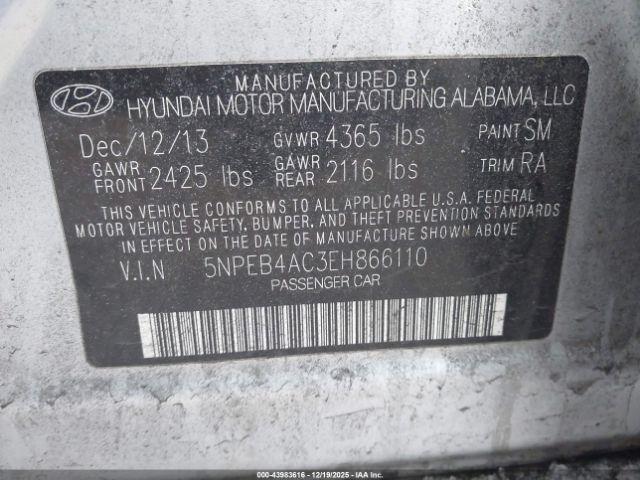 MANUFACTURED BY
HYUNDAI MOTOR MANUFACTURING ALABAMA, LLC
Dec/12/13 GVWR 4365 lbs PAINT SM
GAWR FRONT 2425 lbs GAWR REAR 2116 lbs TRIM RA
THIS VEHICLE CONFORMS TO ALL APPLICABLE U.S.A. FEDERAL
MOTOR VEHICLE SAFETY, BUMPER, AND THEFT PREVENTION STANDARDS
IN EFFECT ON THE DATE OF MANUFACTURE SHOWN ABOVE
V.I.N 5NPEB4AC3EH866110
PASSENGER CAR
000-43983616 - 12/19/2025 - IAA Inc.